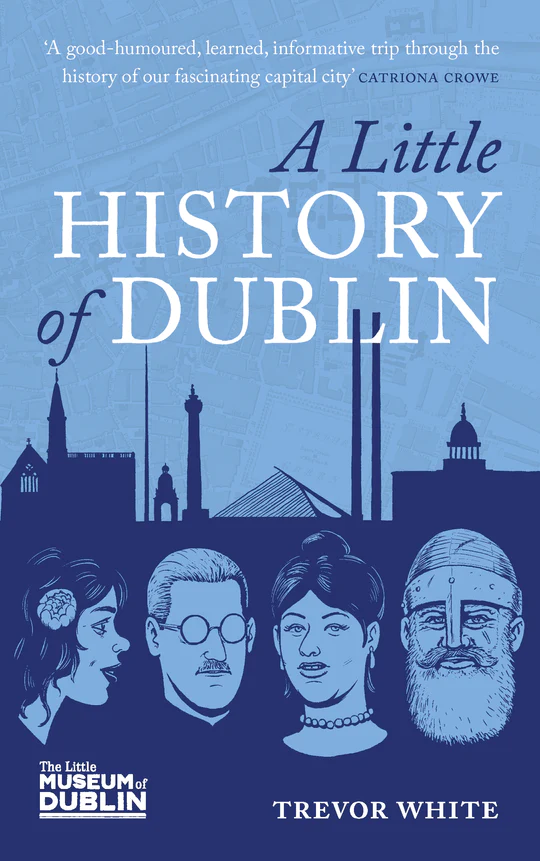 ‘A good-humoured, learned, informative trip through the
history of our fascinating capital city’ CATRIONA CROWE
A Little
HISTORY
of DUBLIN
The Little
MUSEUM of
DUBLIN
TREVOR WHITE